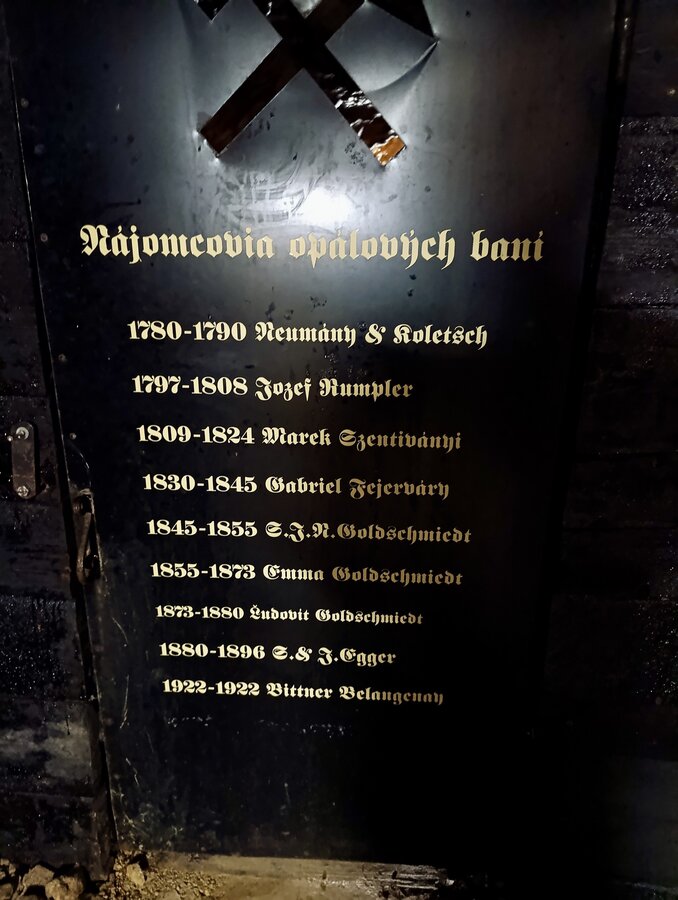 Nájomcovia opálových baní
1780-1790 Neumány & Koletsch
1797-1808 Jozef Rumpler
1809-1824 Marek Szentiványi
1830-1845 Gabriel Fejerváry
1845-1855 S.J.N.Goldschmiedt
1855-1873 Emma Goldschmiedt
1873-1880 Ľudovit Goldschmiedt
1880-1896 S.& J.Egger
1922-1922 Bittner Belangenay